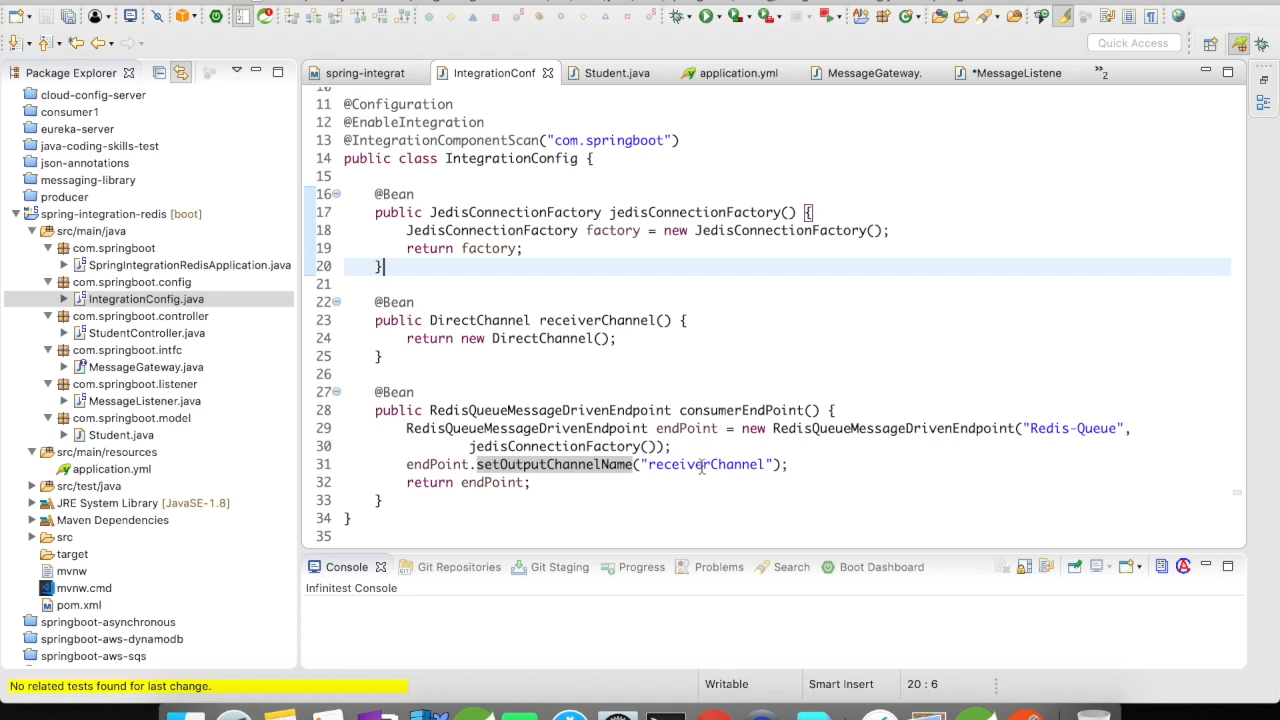 Quick Access
Package Explorer
spring-integrat
IntegrationConf
Student.java
application.yml
MessageGateway.
*MessageListene
»2
cloud-config-server
consumer1
eureka-server
java-coding-skills-test
json-annotations
messaging-library
producer
spring-integration-redis [boot]
src/main/java
com.springboot
SpringIntegrationRedisApplication.java
com.springboot.config
IntegrationConfig.java
com.springboot.controller
StudentController.java
com.springboot.intfc
MessageGateway.java
com.springboot.listener
MessageListener.java
com.springboot.model
Student.java
src/main/resources
application.yml
src/test/java
JRE System Library [JavaSE-1.8]
Maven Dependencies
src
target
mvnw
mvnw.cmd
pom.xml
springboot-asynchronous
springboot-aws-dynamodb
springboot-aws-sqs
10
11 @Configuration
12 @EnableIntegration
13 @IntegrationComponentScan("com.springboot")
14 public class IntegrationConfig {
15
16 @Bean
17 public JedisConnectionFactory jedisConnectionFactory() {
18 JedisConnectionFactory factory = new JedisConnectionFactory();
19 return factory;
20 }
21
22 @Bean
23 public DirectChannel receiverChannel() {
24 return new DirectChannel();
25 }
26
27 @Bean
28 public RedisQueueMessageDrivenEndpoint consumerEndPoint() {
29 RedisQueueMessageDrivenEndpoint endPoint = new RedisQueueMessageDrivenEndpoint("Redis-Queue",
30 jedisConnectionFactory());
31 endPoint.setOutputChannelName("receiverChannel");
32 return endPoint;
33 }
34 }
35
Console
Git Repositories
Git Staging
Progress
Problems
Search
Boot Dashboard
Infinitest Console
No related tests found for last change.
Writable
Smart Insert
20 : 6